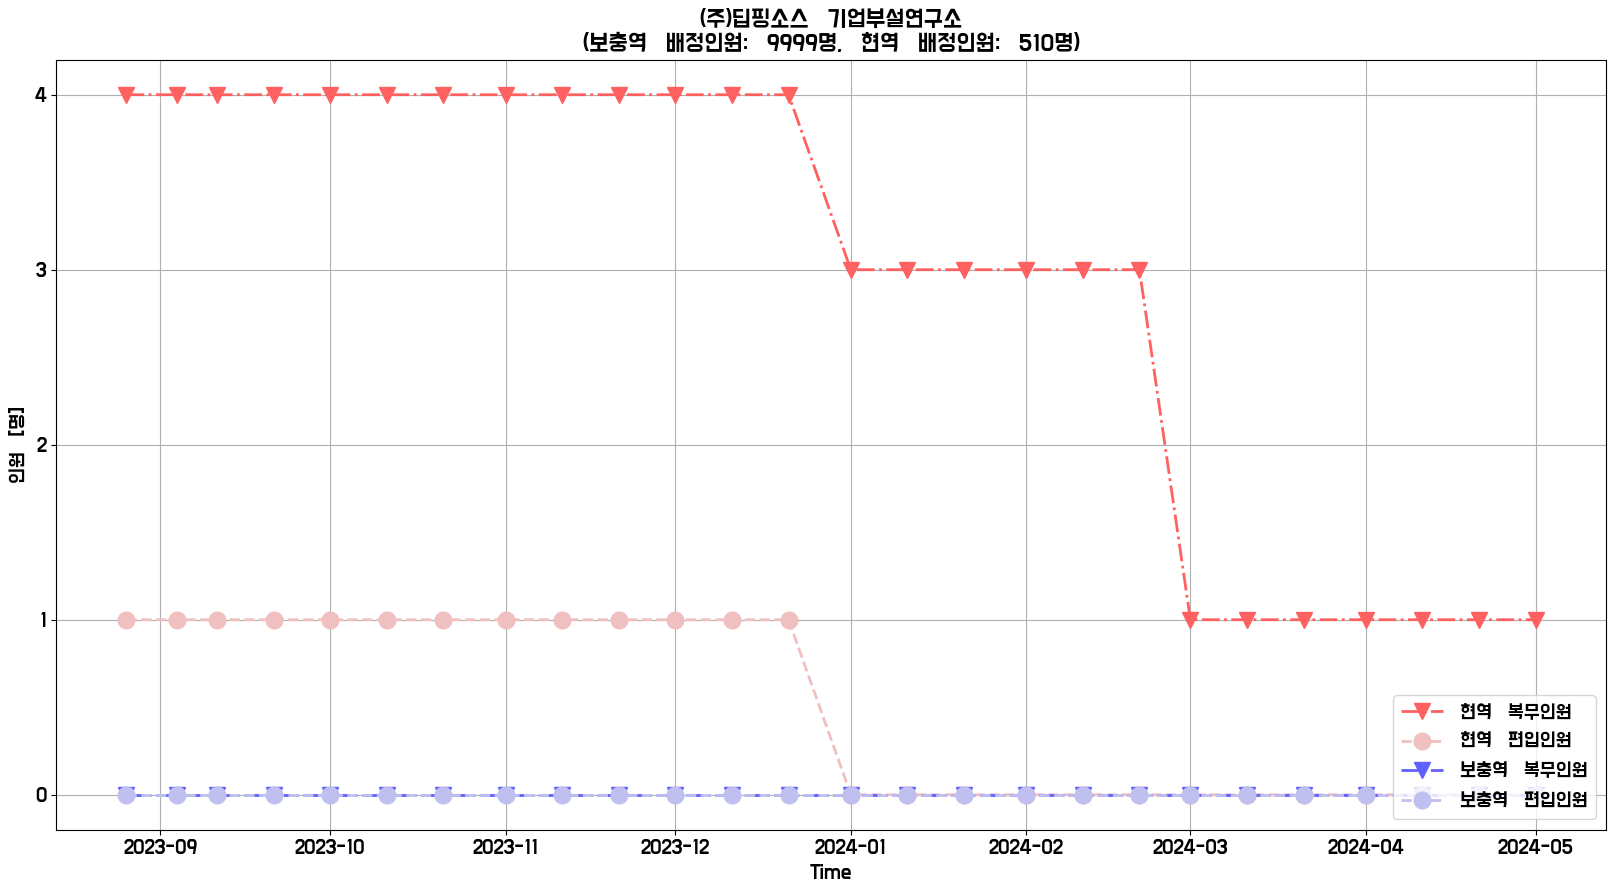 (주)딥핑소스 기업부설연구소
(보충역 배정인원: 9999명, 현역 배정인원: 510명)
4
3
2
1
0
인원 [명]
2023-09
2023-10
2023-11
2023-12
2024-01
2024-02
2024-03
2024-04
2024-05
Time
현역 복무인원
현역 편입인원
보충역 복무인원
보충역 편입인원